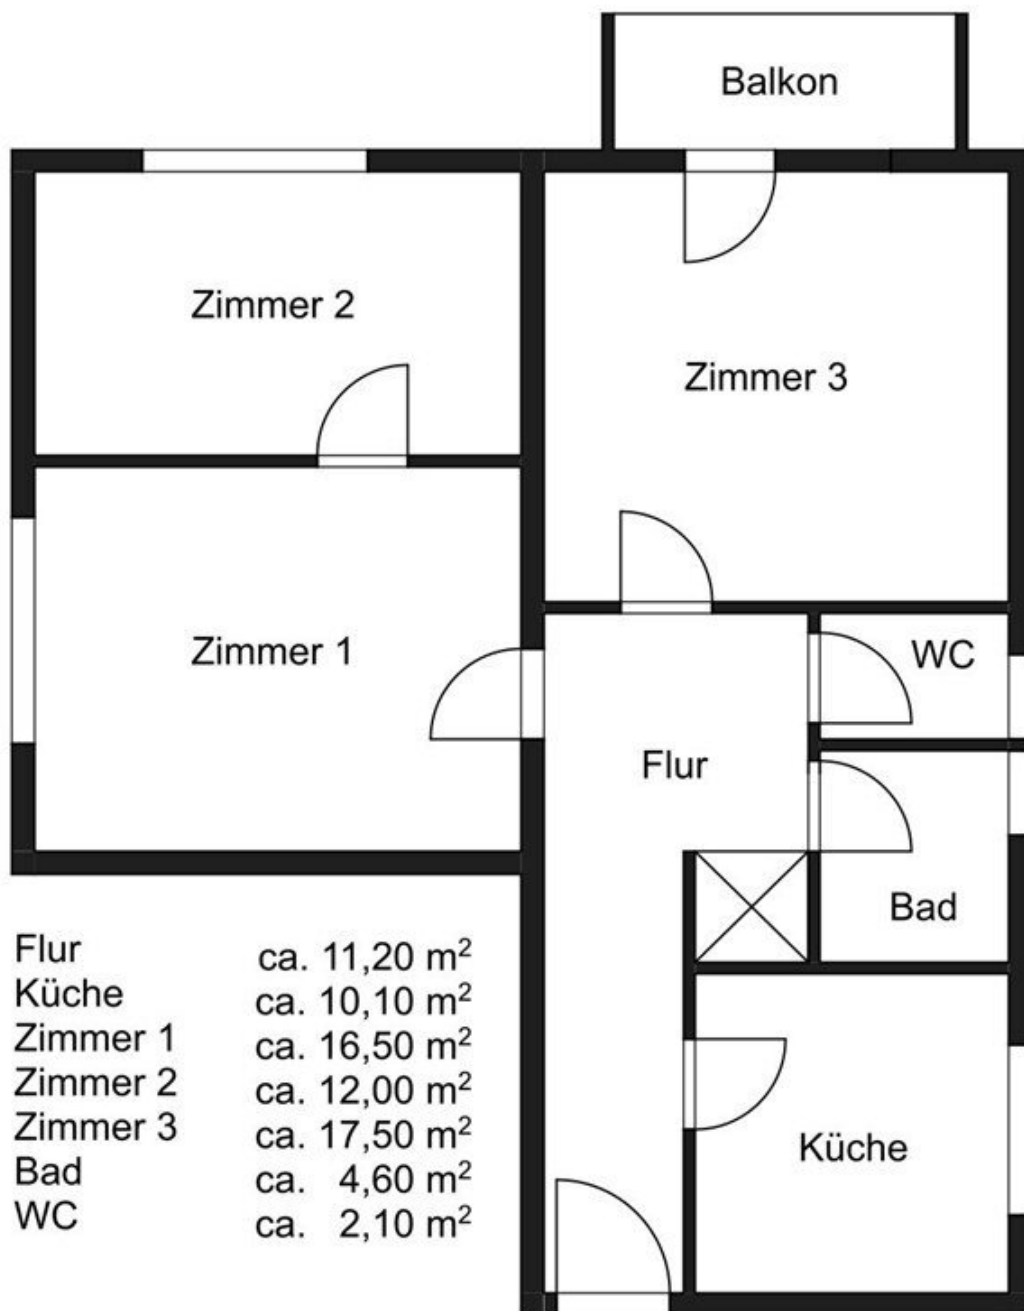 Balkon
Zimmer 2
Zimmer 3
Zimmer 1
WC
Flur
Bad
Küche
Flur ca. 11,20 m²
Küche ca. 10,10 m²
Zimmer 1 ca. 16,50 m²
Zimmer 2 ca. 12,00 m²
Zimmer 3 ca. 17,50 m²
Bad ca. 4,60 m²
WC ca. 2,10 m²